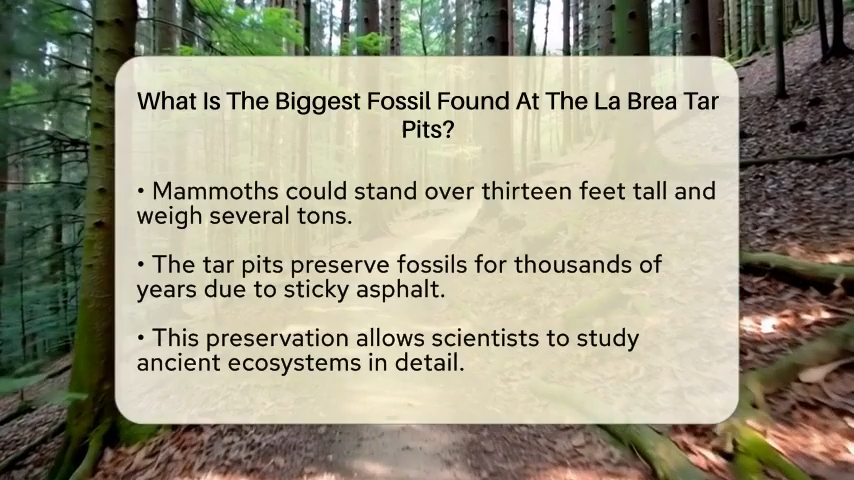 What Is The Biggest Fossil Found At The La Brea Tar
Pits?
• Mammoths could stand over thirteen feet tall and
weigh several tons.
• The tar pits preserve fossils for thousands of
years due to sticky asphalt.
• This preservation allows scientists to study
ancient ecosystems in detail.